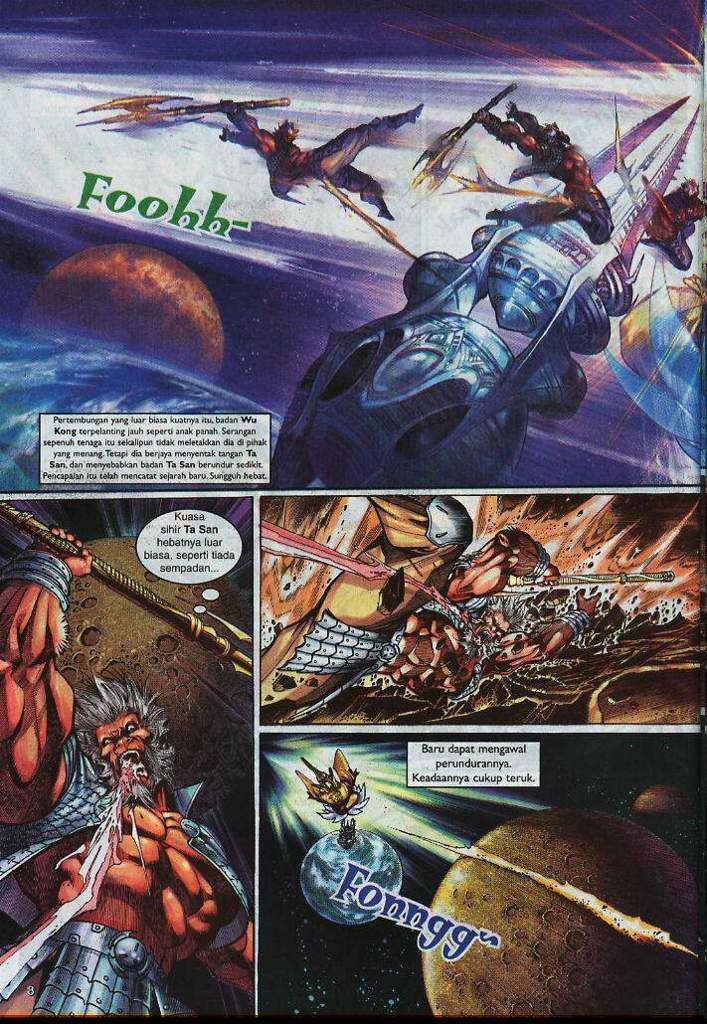 Foohh-
Pertembungan yang luar biasa kuatnya itu, badan Wu
Kong terpelanting jauh seperti anak panah. Serangan
sepenuh tenaga itu sekalipun tidak meletakkan dia di pihak
yang menang. Tetapi dia berjaya menyentak tangan Ta
San, dan menyebabkan badan Ta San berundur sedikit.
Pencapaian itu telah mencatat sejarah baru. Sungguh hebat.
Kuasa
sihir Ta San
hebatnya luar
biasa, seperti tiada
sempadan...
Baru dapat mengawal
perundurannya.
Keadaannya cukup teruk.
Fonngg~
8